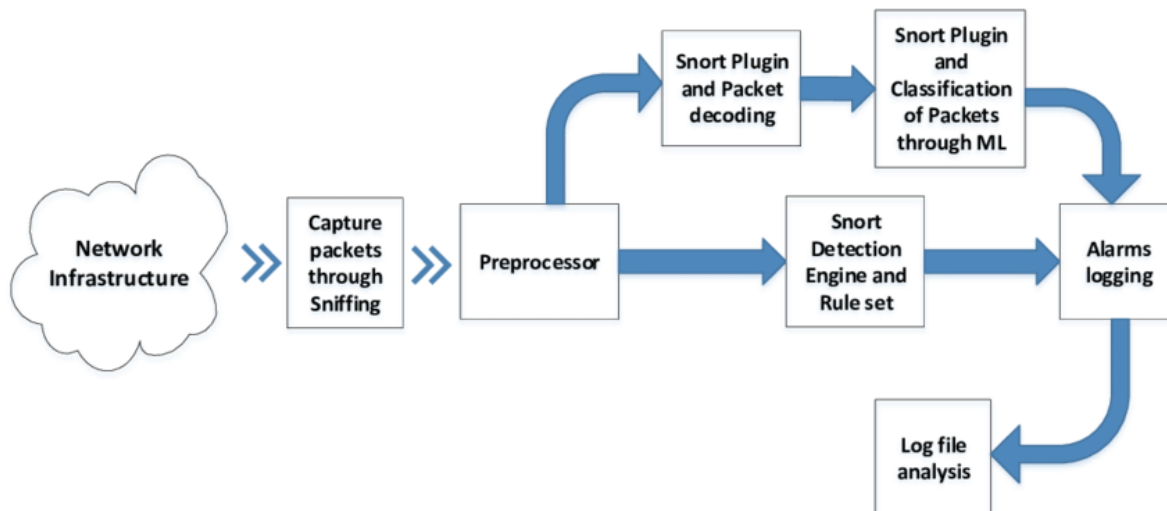 Network
Infrastructure
Capture
packets
through
Sniffing
Preprocessor
Snort Plugin
and Packet
decoding
Snort Plugin
and
Classification
of Packets
through ML
Snort
Detection
Engine and
Rule set
Alarms
logging
Log file
analysis